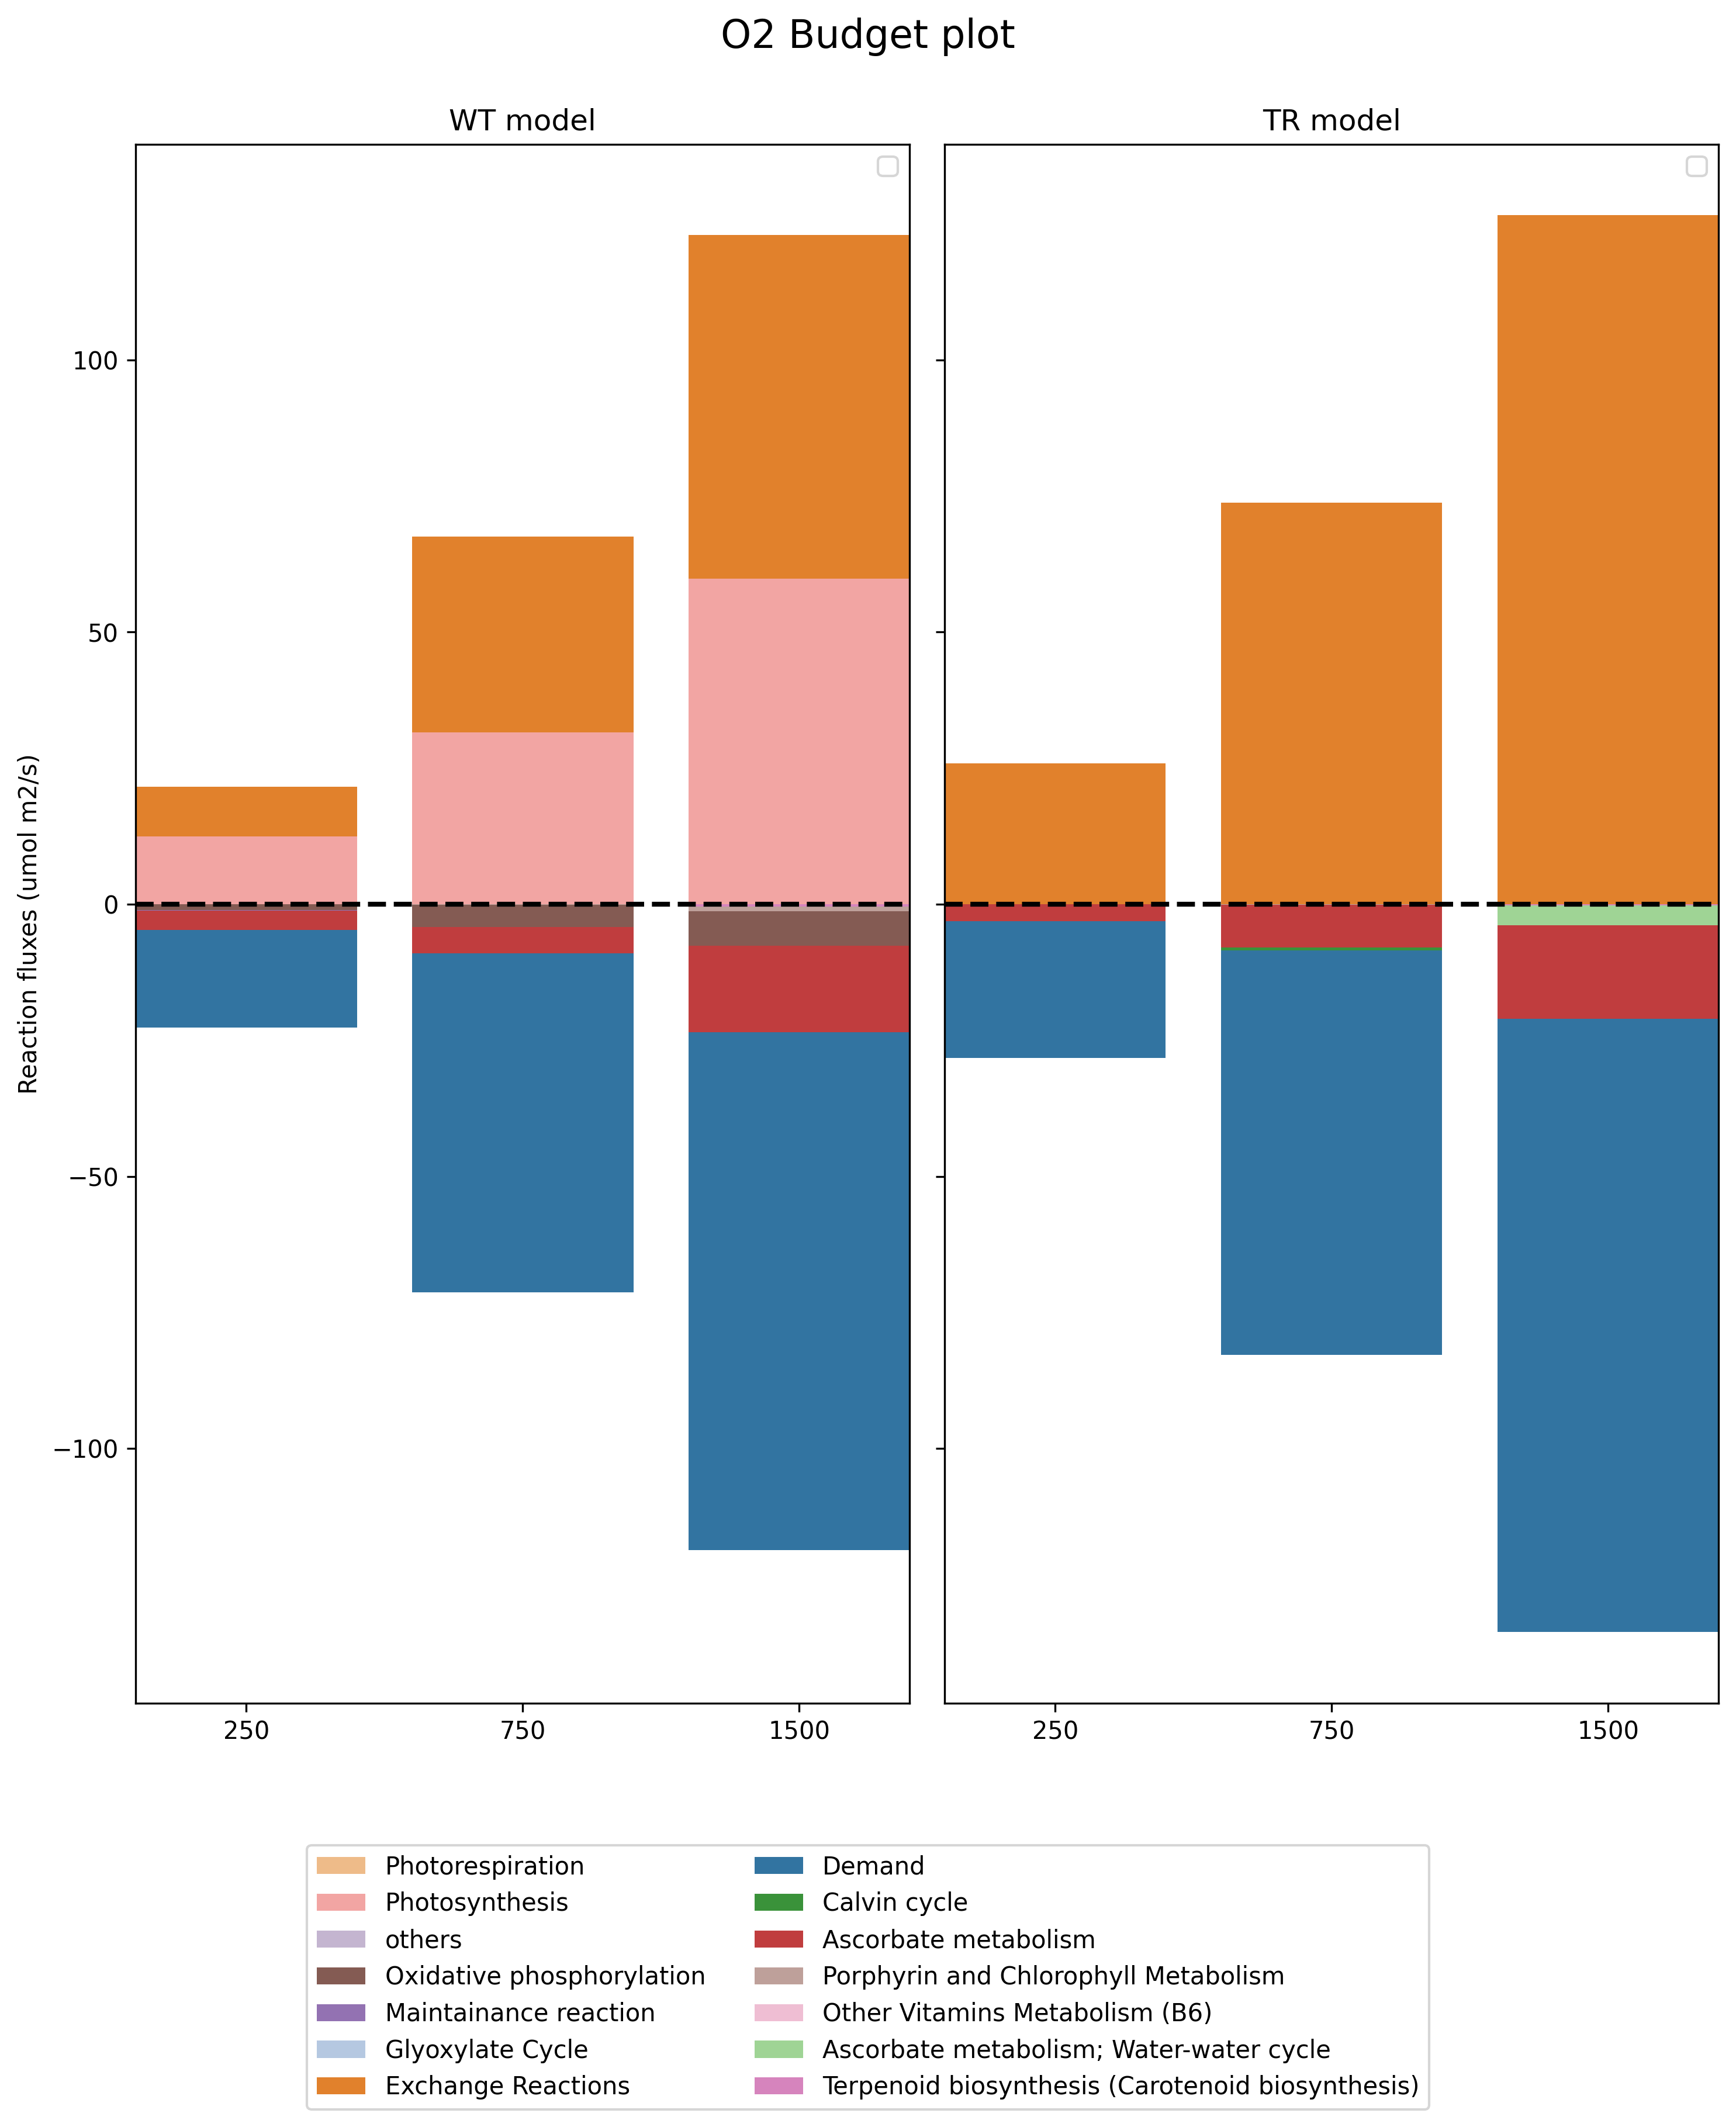 O2 Budget plot
WT model
TR model
Reaction fluxes (umol m2/s)
100
50
0
−50
−100
250 750 1500
250 750 1500
Photorespiration
Photosynthesis
others
Oxidative phosphorylation
Maintainance reaction
Glyoxylate Cycle
Exchange Reactions
Demand
Calvin cycle
Ascorbate metabolism
Porphyrin and Chlorophyll Metabolism
Other Vitamins Metabolism (B6)
Ascorbate metabolism; Water-water cycle
Terpenoid biosynthesis (Carotenoid biosynthesis)